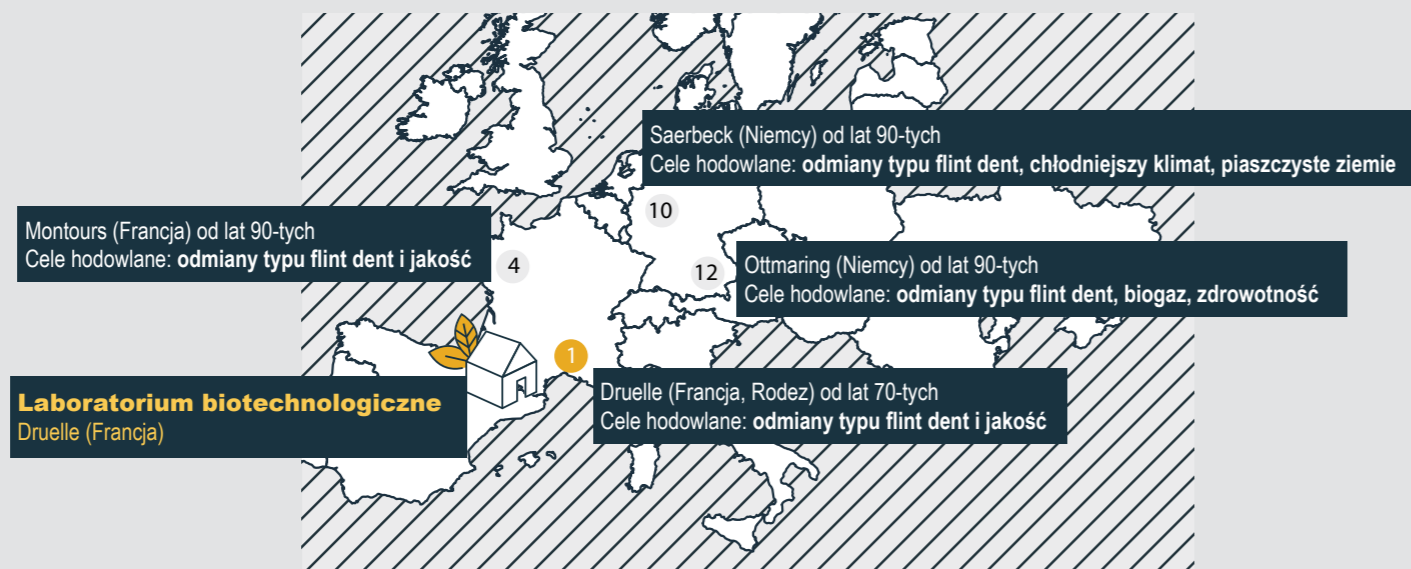 Saerbeck (Niemcy) od lat 90-tych
Cele hodowlane: odmiany typu flint dent, chłodniejszy klimat, piaszczyste ziemie
10
Montours (Francja) od lat 90-tych
Cele hodowlane: odmiany typu flint dent i jakość
4
12
Ottmaring (Niemcy) od lat 90-tych
Cele hodowlane: odmiany typu flint dent, biogaz, zdrowotność
1
Druelle (Francja, Rodez) od lat 70-tych
Cele hodowlane: odmiany typu flint dent i jakość
Laboratorium biotechnologiczne
Druelle (Francja)